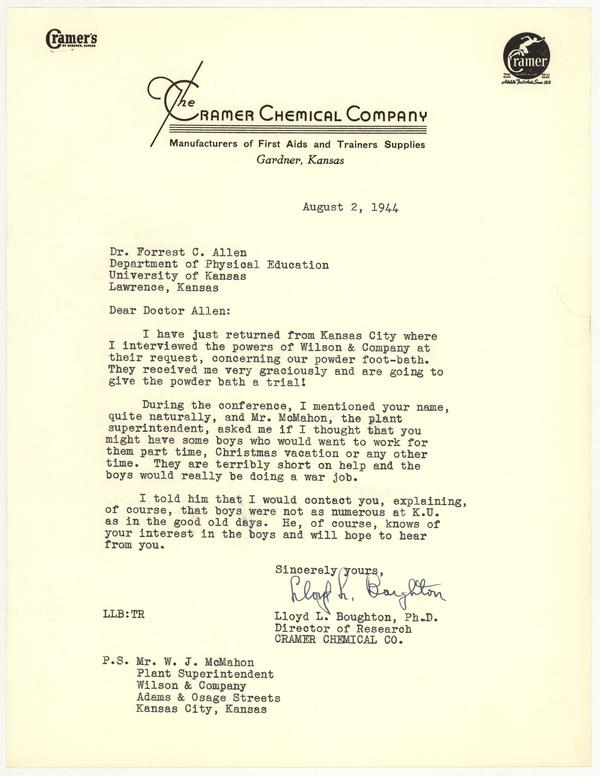 Cramer's
OF GARDNER, KANSAS
Cramer
Athletic Trust Aids Since 1918
The
CRAMER CHEMICAL COMPANY
Manufacturers of First Aids and Trainers Supplies
Gardner, Kansas
August 2, 1944
Dr. Forrest C. Allen
Department of Physical Education
University of Kansas
Lawrence, Kansas
Dear Doctor Allen:
I have just returned from Kansas City where
I interviewed the powers of Wilson & Company at
their request, concerning our powder foot-bath.
They received me very graciously and are going to
give the powder bath a trial!
During the conference, I mentioned your name,
quite naturally, and Mr. McMahon, the plant
superintendent, asked me if I thought that you
might have some boys who would want to work for
them part time, Christmas vacation or any other
time. They are terribly short on help and the
boys would really be doing a war job.
I told him that I would contact you, explaining,
of course, that boys were not as numerous at K.U.
as in the good old days. He, of course, knows of
your interest in the boys and will hope to hear
from you.
Sincerely yours,
Lloyd L. Boughton
LLB:TR
Lloyd L. Boughton, Ph.D.
Director of Research
CRAMER CHEMICAL CO.
P.S. Mr. W. J. McMahon
Plant Superintendent
Wilson & Company
Adams & Osage Streets
Kansas City, Kansas